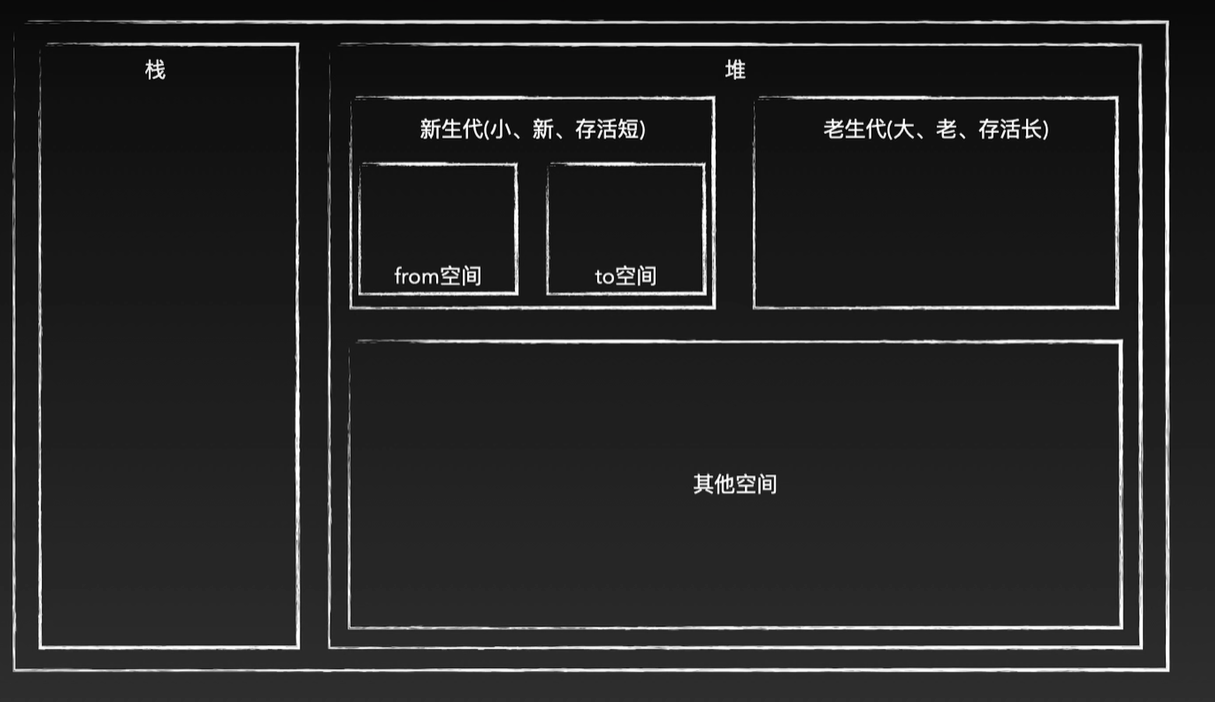 栈
堆
新生代(小、新、存活短)
老生代(大、老、存活长)
from空间
to空间
其他空间